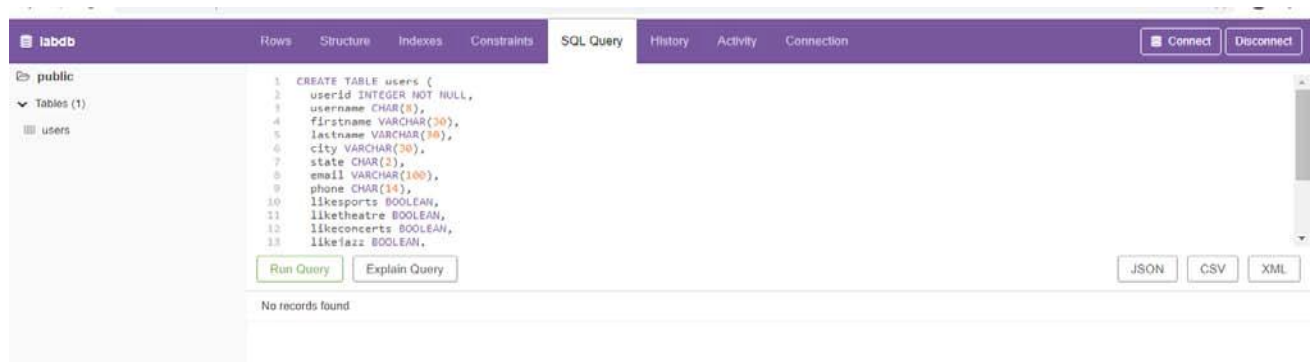 labdb
Rows Structure Indexes Constraints SQL Query History Activity Connection
Connect Disconnect
public
Tables (1)
users
1 CREATE TABLE users (
2 userid INTEGER NOT NULL,
3 username CHAR(8),
4 firstname VARCHAR(30),
5 lastname VARCHAR(30),
6 city VARCHAR(30),
7 state CHAR(2),
8 email VARCHAR(100),
9 phone CHAR(14),
10 likesports BOOLEAN,
11 liketheatre BOOLEAN,
12 likeconcerts BOOLEAN,
13 likejazz BOOLEAN,
Run Query Explain Query
JSON CSV XML
No records found